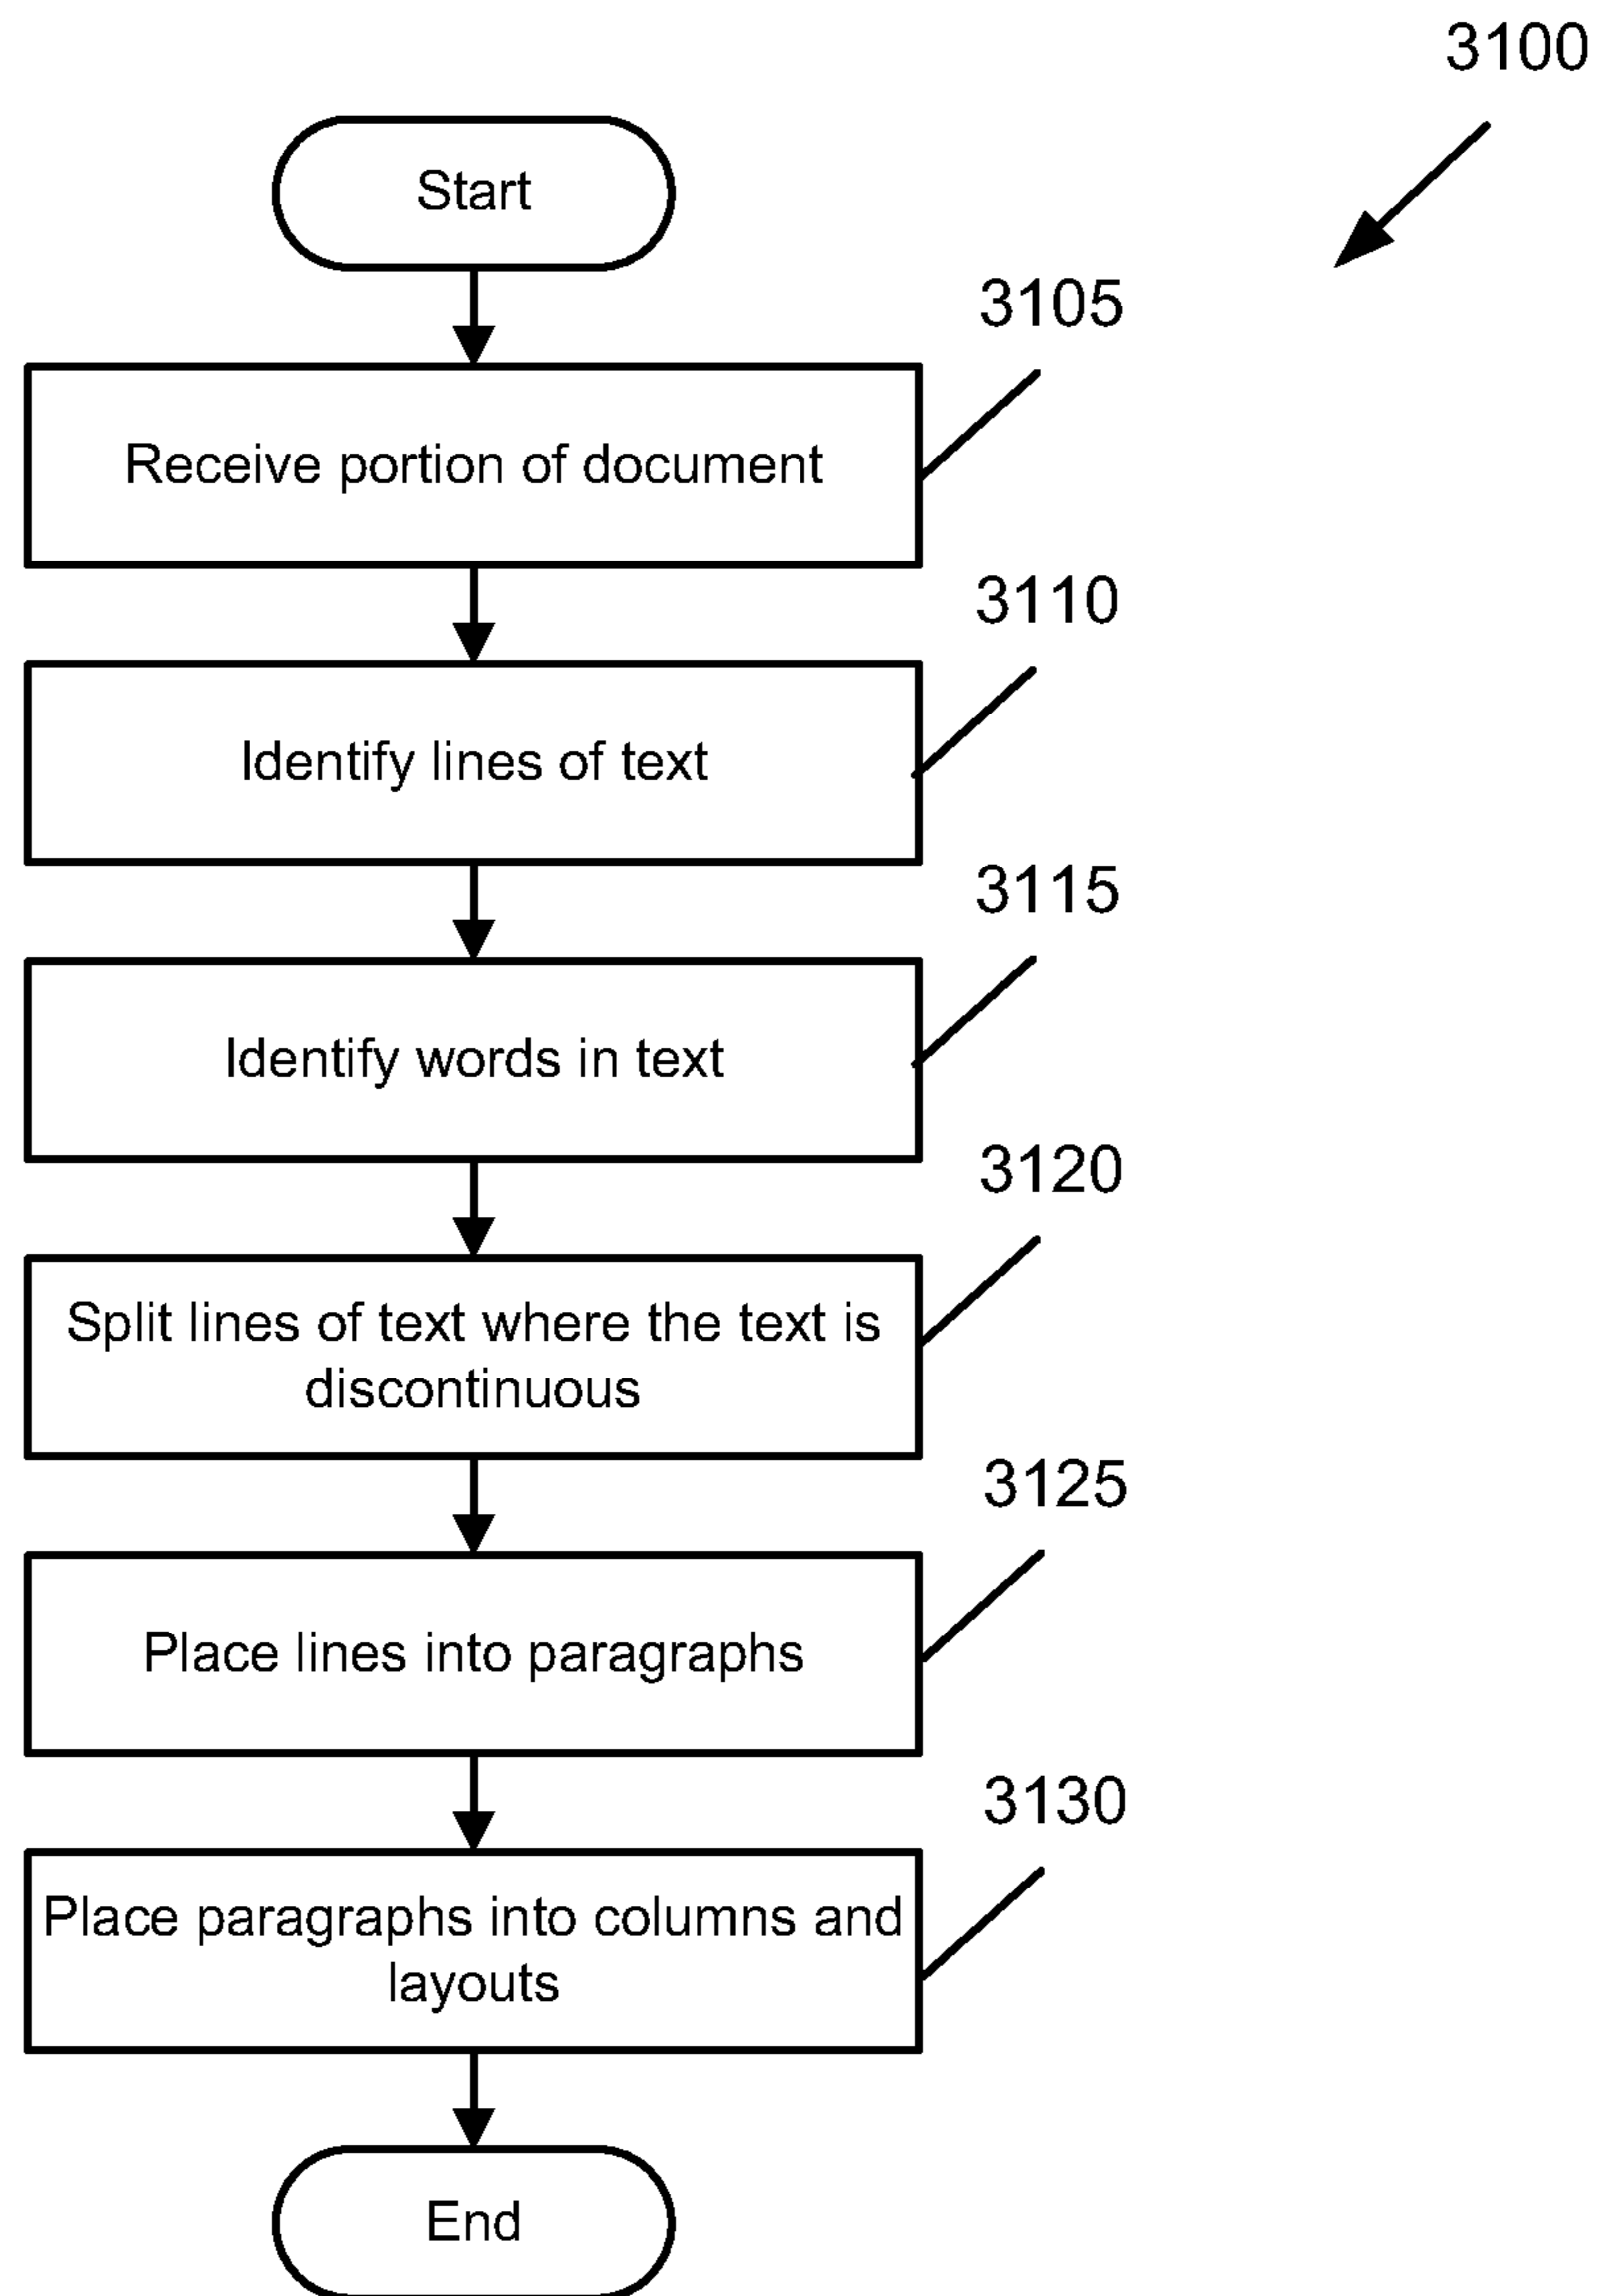 3100
Start
3105
Receive portion of document
3110
Identify lines of text
3115
Identify words in text
3120
Split lines of text where the text is
discontinuous
3125
Place lines into paragraphs
3130
Place paragraphs into columns and
layouts
End